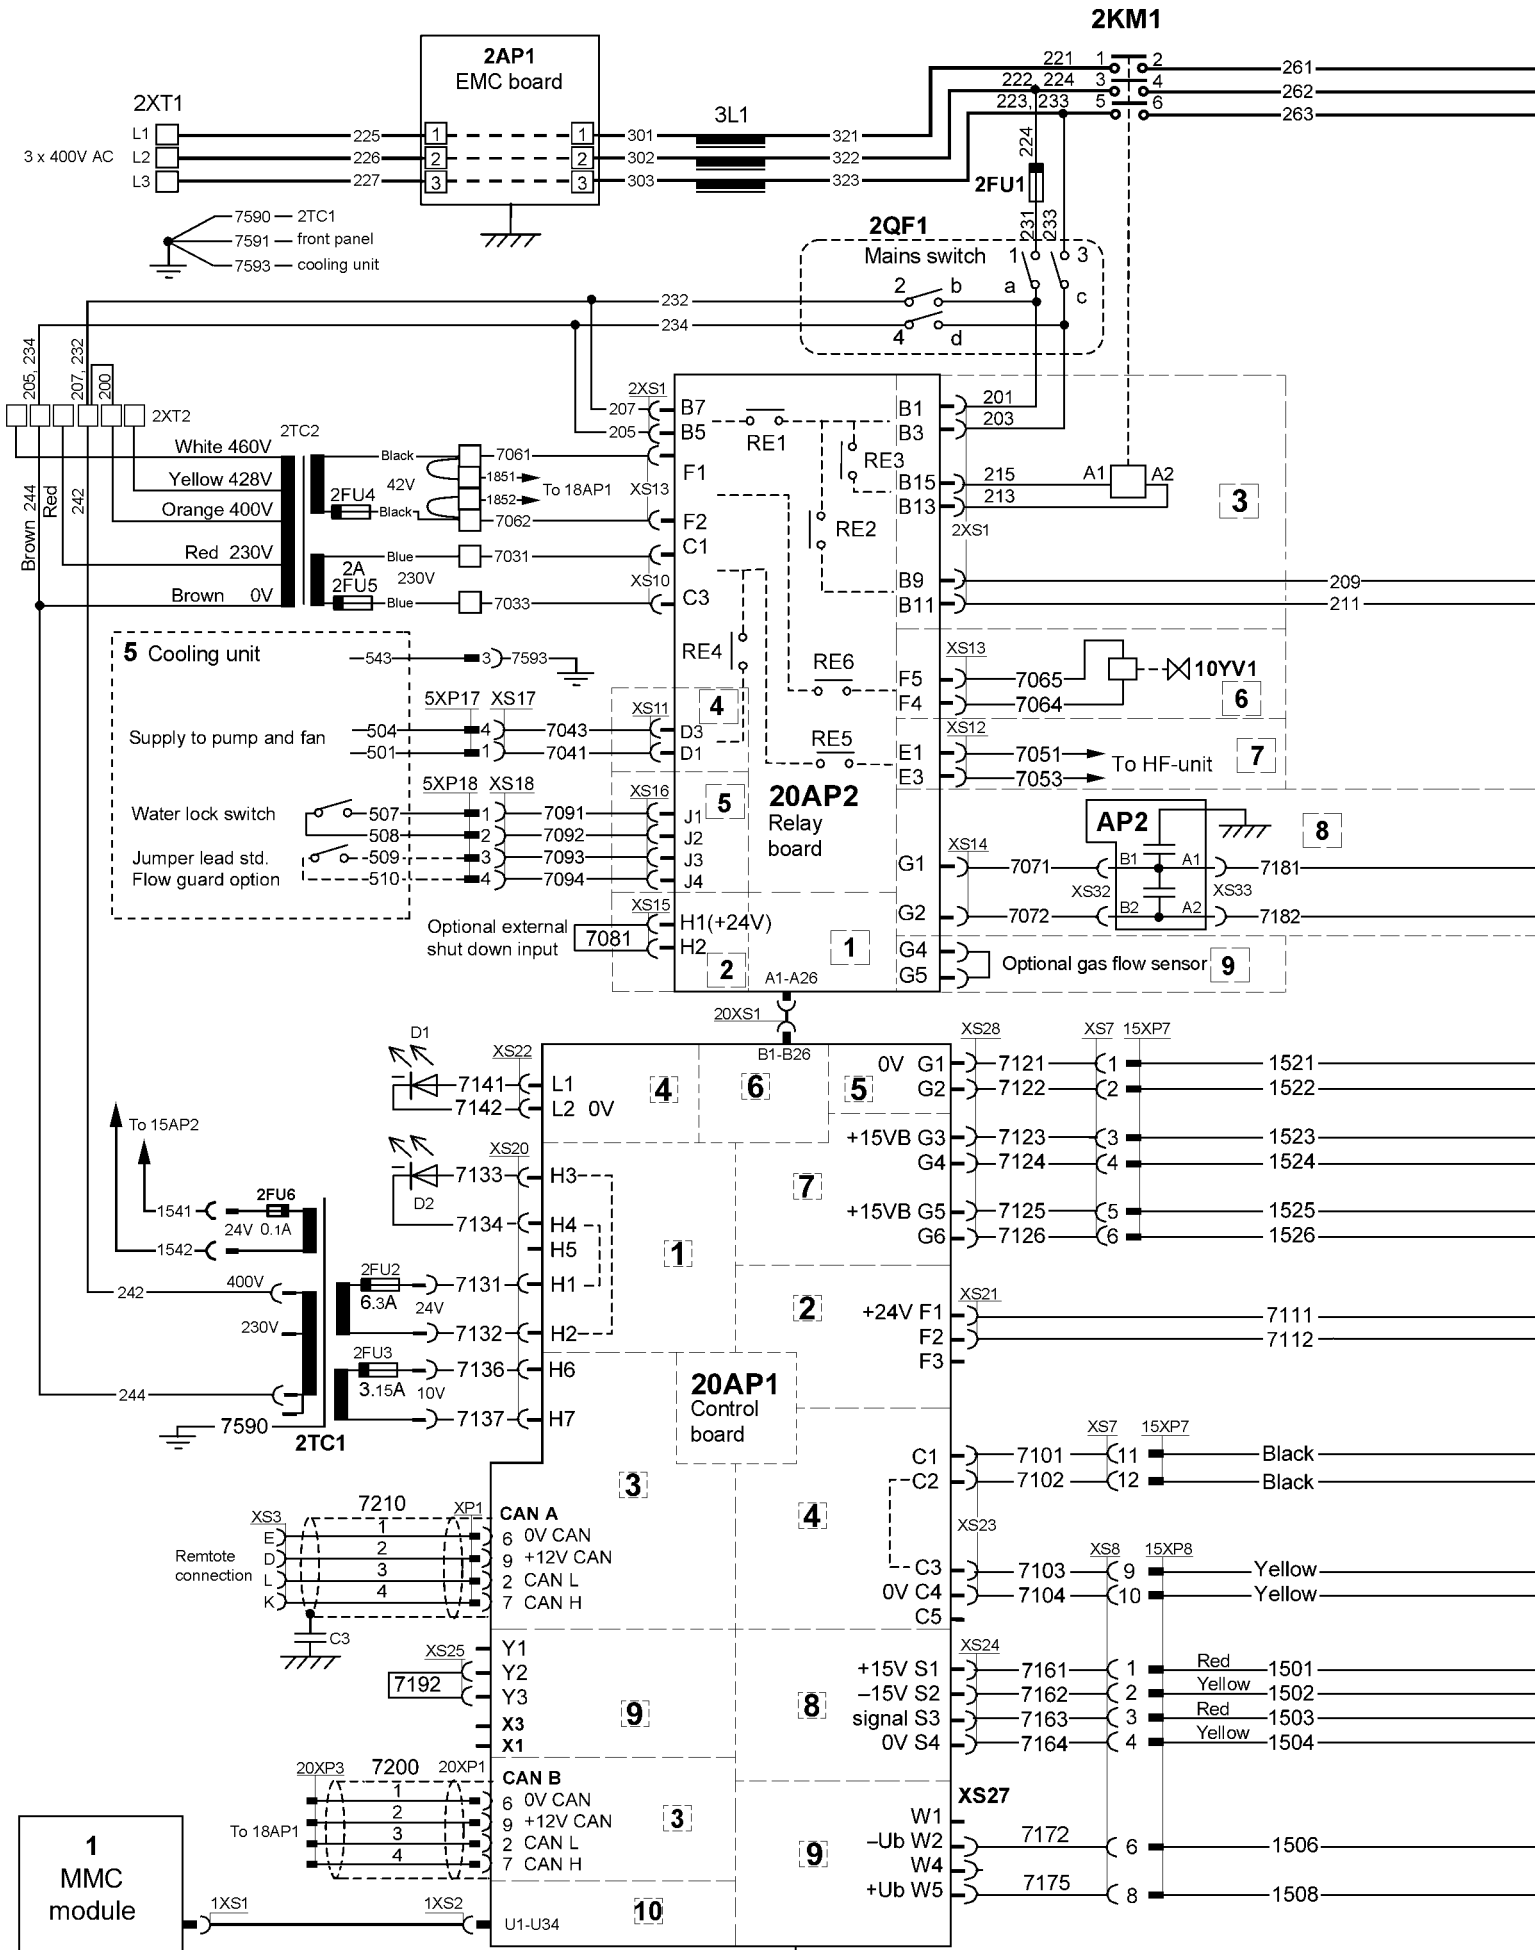 2KM1
2AP1
EMC board
221 1 2 261
222, 224 3 4 262
223, 233 5 6 263
2XT1
3L1
L1 225 1 1 301 321
3 x 400V AC L2 226 2 2 302 322
L3 227 3 3 303 323
224
2FU1
231 233
7590 2TC1
7591 front panel
7593 cooling unit
2QF1
Mains switch 1 3
a c
2 b
232
4 d
234
205, 234
207, 232
200
2XT2
2XS1
207 B7 B1 201
205 B5 B3 203
RE1
RE3
White 460V 2TC2
Black 7061
F1
1851
42V To 18AP1 XS13
1852
Yellow 428V
2FU4
Black 7062 F2
Orange 400V
B15 215 A1 A2
B13 213
2XS1
3
RE2
Brown 244
Red
242
Red 230V
Blue 7031 C1
2A
2FU5 230V XS10
Brown 0V
Blue 7033 C3
B9 209
B11 211
5 Cooling unit
543 3 7593
RE4
RE6
XS13
F5 7065 10YV1
F4 7064 6
5XP17 XS17 XS11 4
504 4 7043 D3
Supply to pump and fan
501 1 7041 D1
RE5
XS12
E1 7051
To HF-unit 7
E3 7053
5XP18 XS18 XS16 5
Water lock switch 507 1 7091 J1
508 2 7092 J2
Jumper lead std. 509 3 7093 J3
Flow guard option 510 4 7094 J4
20AP2
Relay
board
AP2 8
XS14
G1 7071 B1 A1 7181
XS32 XS33
G2 7072 B2 A2 7182
XS15
Optional external H1(+24V)
shut down input 7081 H2
2 1
A1-A26
G4
Optional gas flow sensor 9
G5
20XS1
B1-B26
D1
XS22
7141 L1
7142 L2 0V
4 6 5
XS28 XS7 15XP7
0V G1 7121 1 1521
G2 7122 2 1522
+15VB G3 7123 3 1523
G4 7124 4 1524
7
+15VB G5 7125 5 1525
G6 7126 6 1526
To 15AP2
XS20
7133 H3
D2
7134 H4
H5
1
1541 2FU6
24V 0.1A
1542
2FU2
7131 H1
6.3A 24V
7132 H2
242 400V
230V
2
XS21
+24V F1 7111
F2 7112
F3
2FU3
7136 H6
3.15A 10V
7137 H7
244
7590
2TC1
20AP1
Control
board
XS7 15XP7
C1 7101 11 Black
C2 7102 12 Black
3
4
XS23
XS8 15XP8
C3 7103 9 Yellow
0V C4 7104 10 Yellow
C5
7210
XS3 XP1 CAN A
E 1 6 0V CAN
Remtote D 2 9 +12V CAN
connection L 3 2 CAN L
K 4 7 CAN H
C3
XS25 Y1
7192 Y2
Y3
X3
X1
9
8
XS24
+15V S1 7161 1 Red 1501
–15V S2 7162 2 Yellow 1502
signal S3 7163 3 Red 1503
0V S4 7164 4 Yellow 1504
20XP3 7200 20XP1 CAN B
1 6 0V CAN
2 9 +12V CAN
To 18AP1 3 2 CAN L
4 7 CAN H
3
9
XS27
W1
–Ub W2 7172 6 1506
W4
+Ub W5 7175 8 1508
1
MMC
module
1XS1 1XS2
U1-U34
10